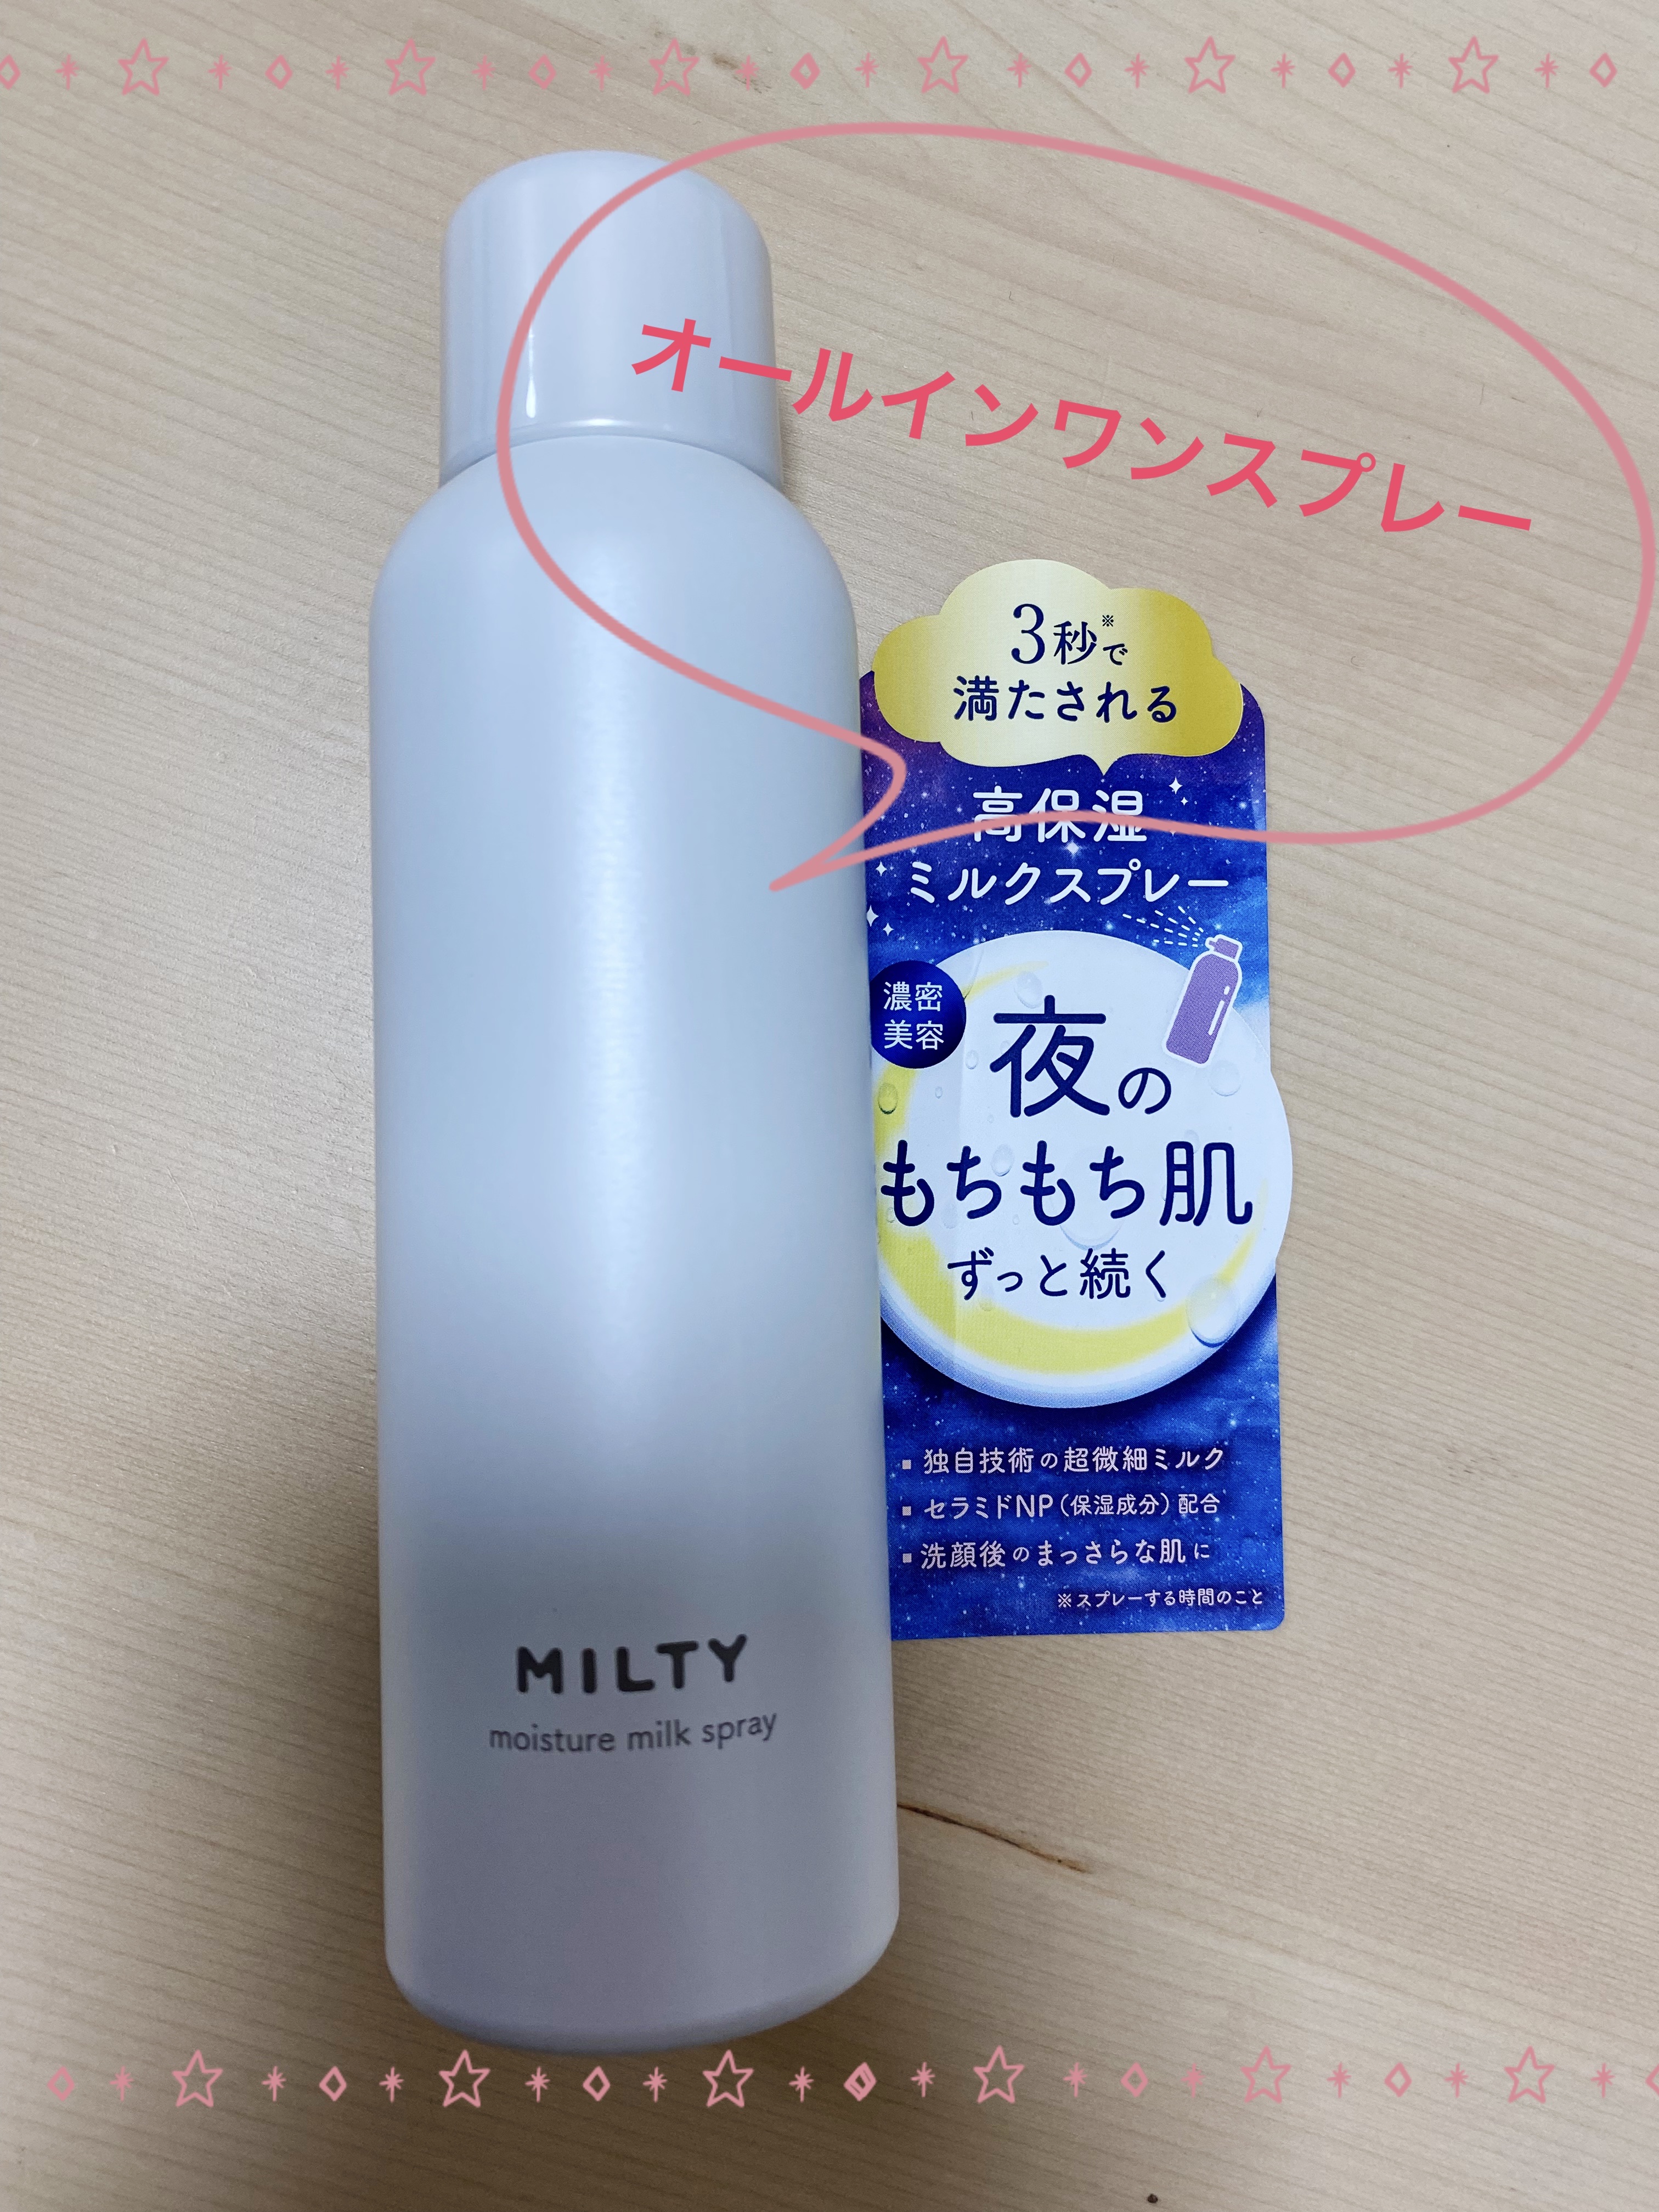 オールインワンスプレー
3秒※で
満たされる
高保湿
ミルクスプレー
濃密
美容
夜の
もちもち肌
ずっと続く
▪ 独自技術の超微細ミルク
▪ セラミドNP(保湿成分)配合
▪ 洗顔後のまっさらな肌に
※スプレーする時間のこと
MILTY
moisture milk spray